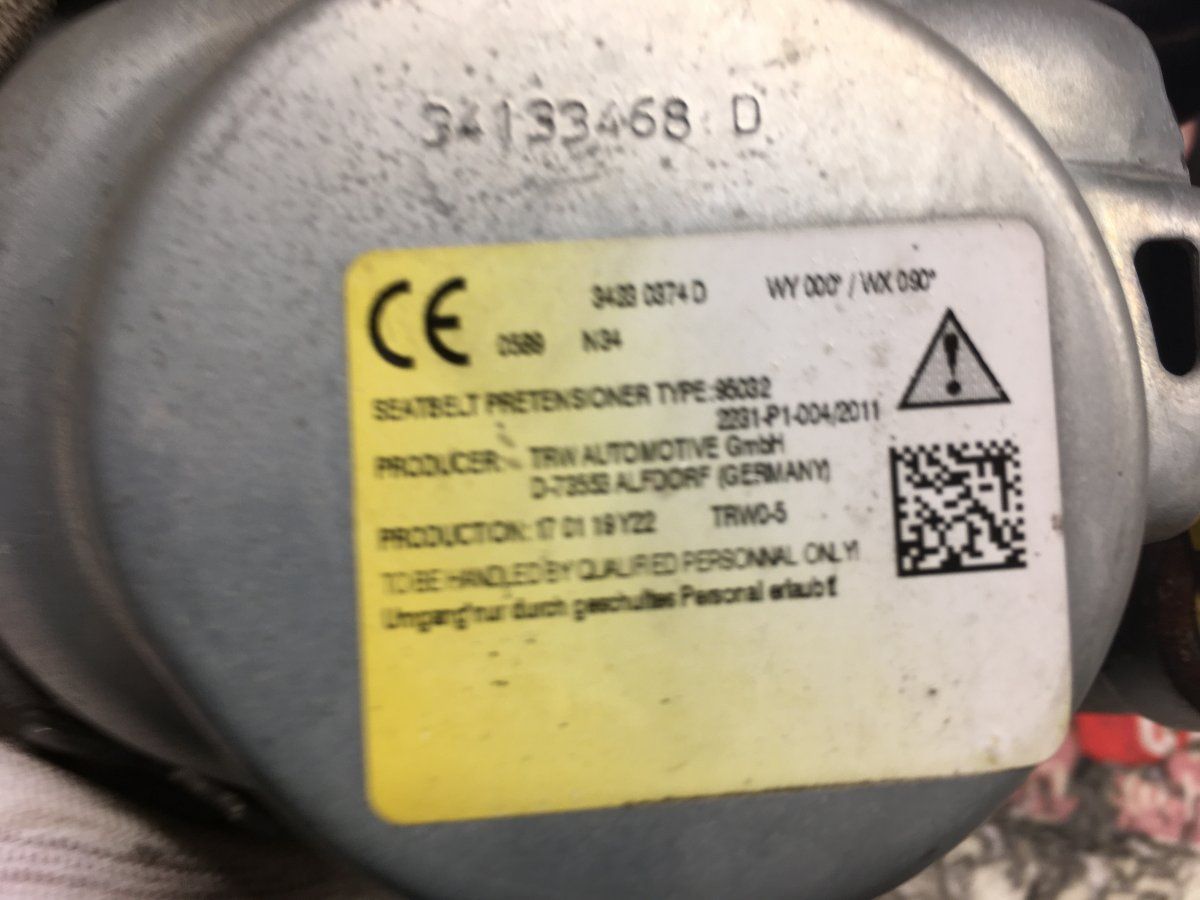 34133468 D
CE 3423 0374 D WY 000° / WX 090°
0589 N34
SEATBELT PRETENSIONER TYPE: 95032
2231-P1-004/2011
PRODUCER: TRW AUTOMOTIVE GmbH
D-73553 ALFDORF (GERMANY)
PRODUCTION: 17 01 19 Y22 TRW0-5
TO BE HANDLED BY QUALIFIED PERSONNAL ONLY!
Umgang nur durch geschultes Personal erlaubt!